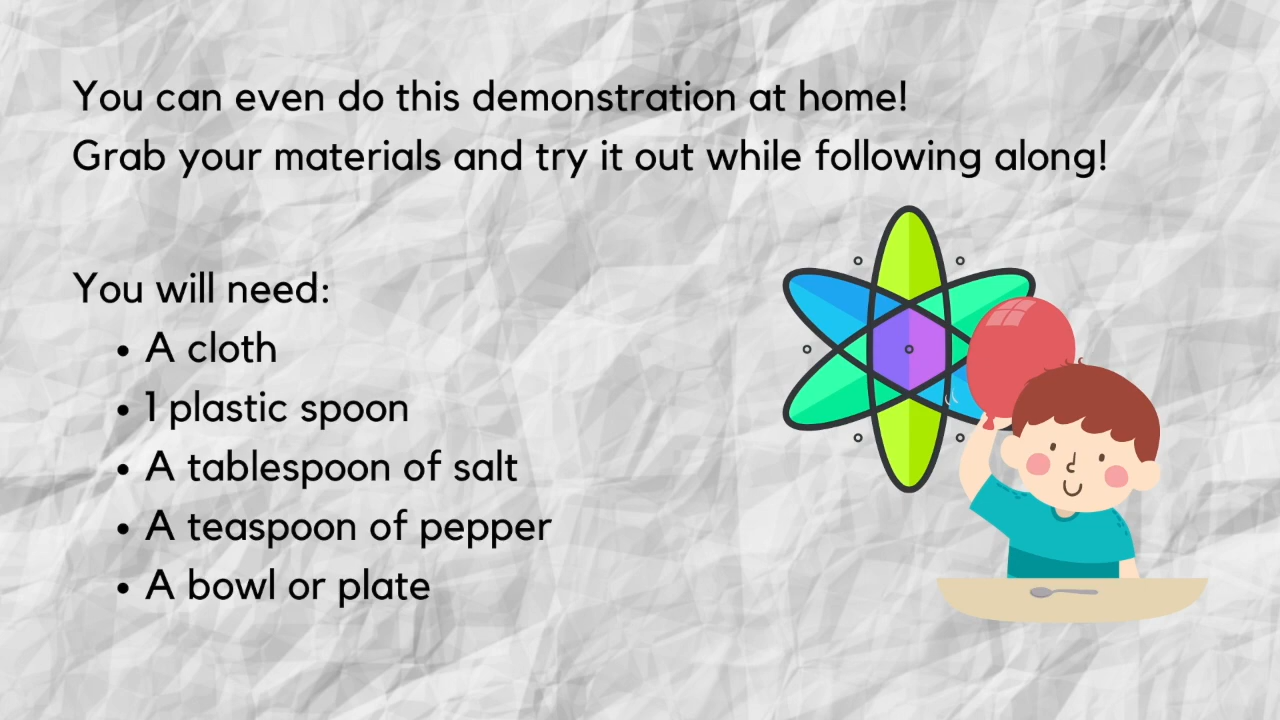 You can even do this demonstration at home!
Grab your materials and try it out while following along!
You will need:
• A cloth
• 1 plastic spoon
• A tablespoon of salt
• A teaspoon of pepper
• A bowl or plate